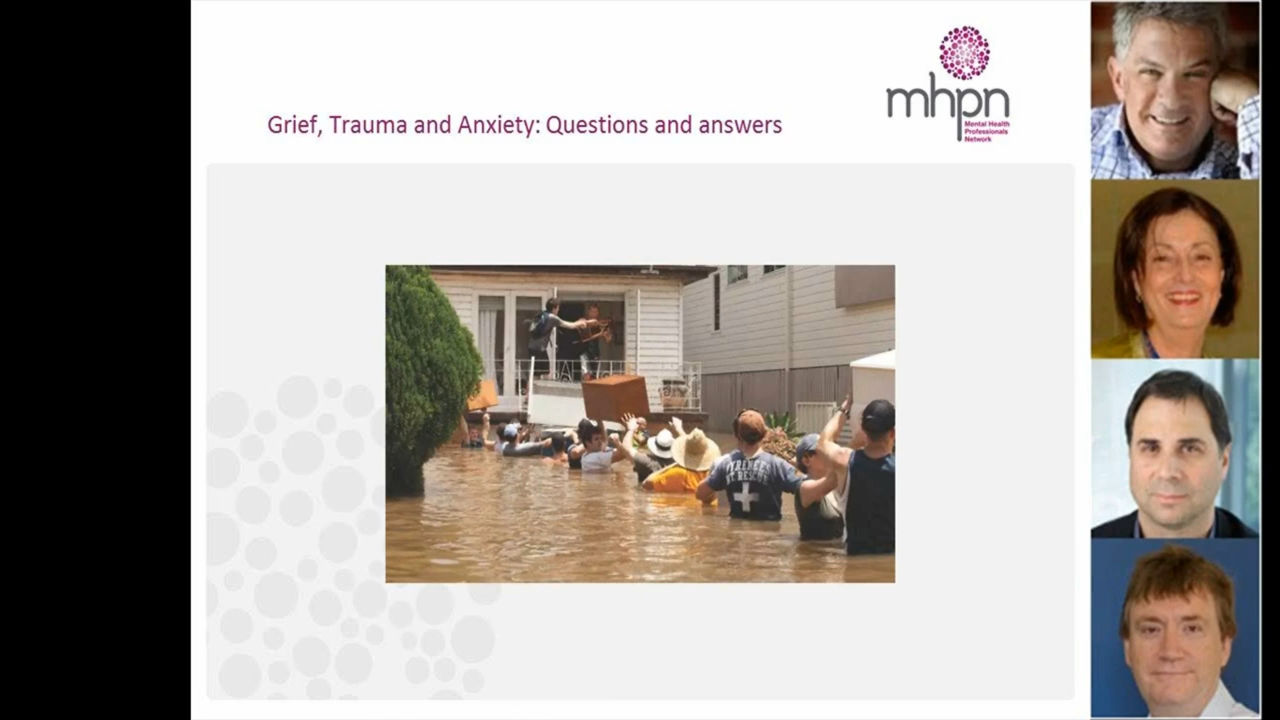 Grief, Trauma and Anxiety: Questions and answers
mhpn
Mental Health
Professionals
Network